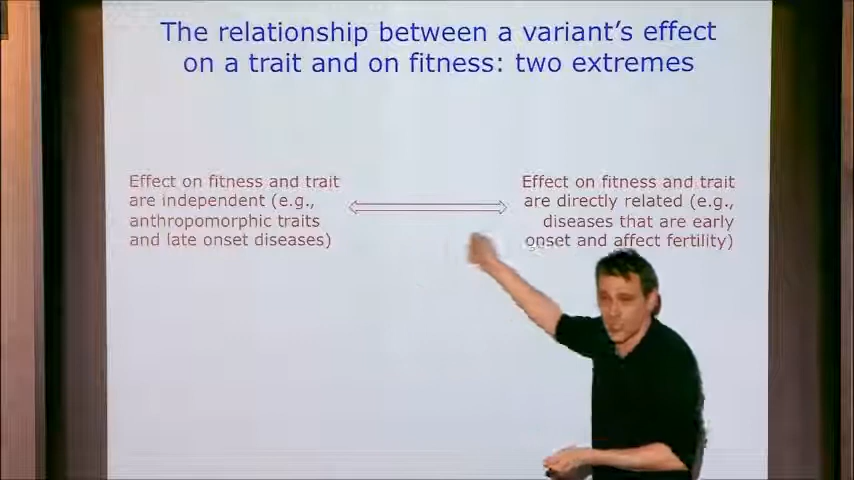 The relationship between a variant's effect
on a trait and on fitness: two extremes
Effect on fitness and trait
are independent (e.g.,
anthropomorphic traits
and late onset diseases)
Effect on fitness and trait
are directly related (e.g.,
diseases that are early
onset and affect fertility)